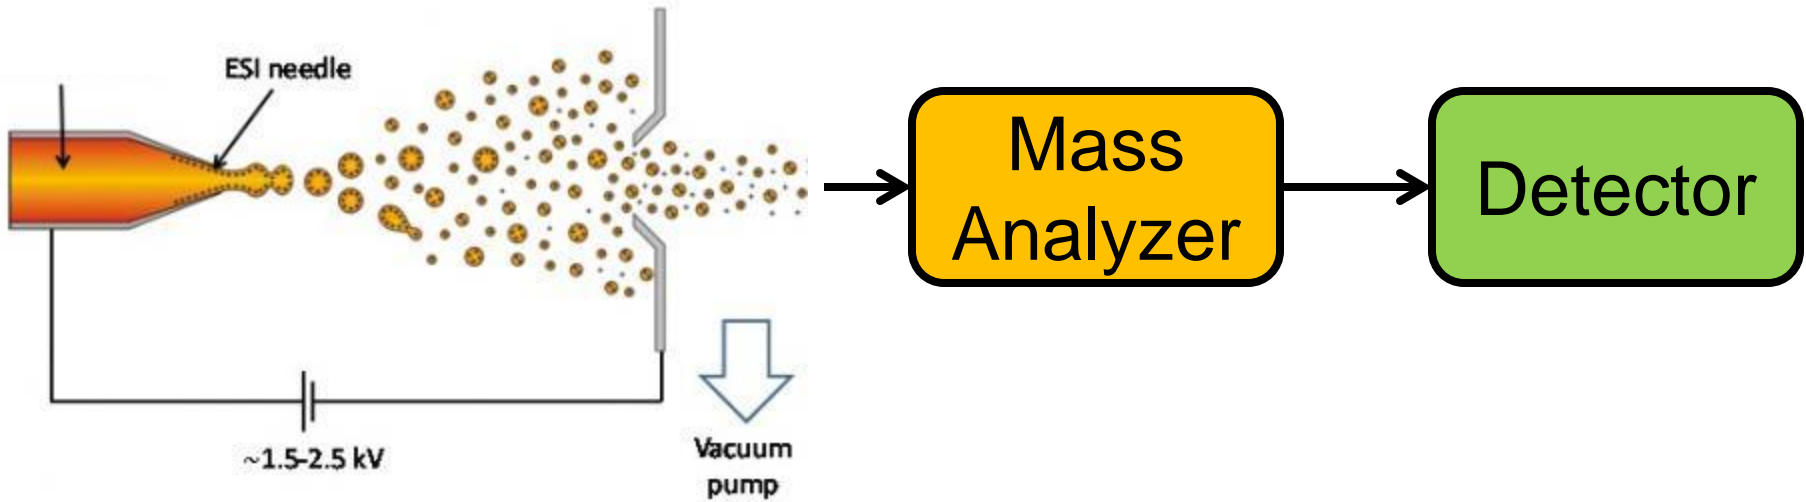 ESI needle
~1.5-2.5 kV
Vacuum
pump
Mass
Analyzer
Detector